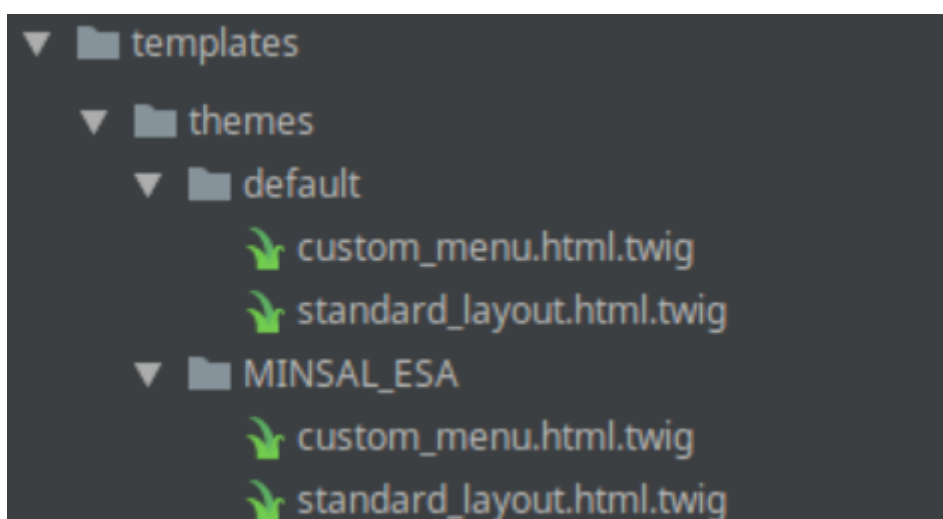 templates
themes
default
custom_menu.html.twig
standard_layout.html.twig
MINSAL_ESA
custom_menu.html.twig
standard_layout.html.twig